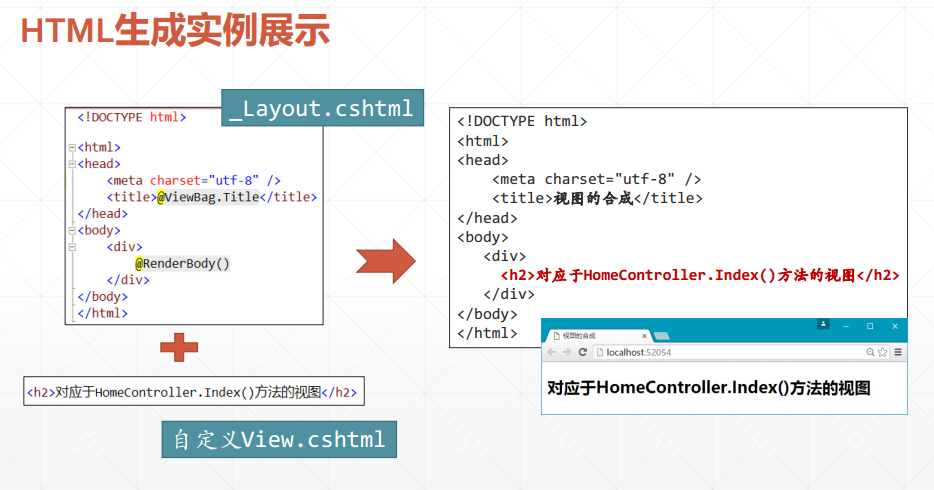 HTML生成实例展示
_Layout.cshtml
<!DOCTYPE html>
<html>
<head>
<meta charset="utf-8" />
<title>@ViewBag.Title</title>
</head>
<body>
<div>
@RenderBody()
</div>
</body>
</html>
<h2>对应于HomeController.Index()方法的视图</h2>
自定义View.cshtml
<!DOCTYPE html>
<html>
<head>
<meta charset="utf-8" />
<title>视图的合成</title>
</head>
<body>
<div>
<h2>对应于HomeController.Index()方法的视图</h2>
</div>
</body>
</html>
视图的合成
localhost:52054
对应于HomeController.Index()方法的视图